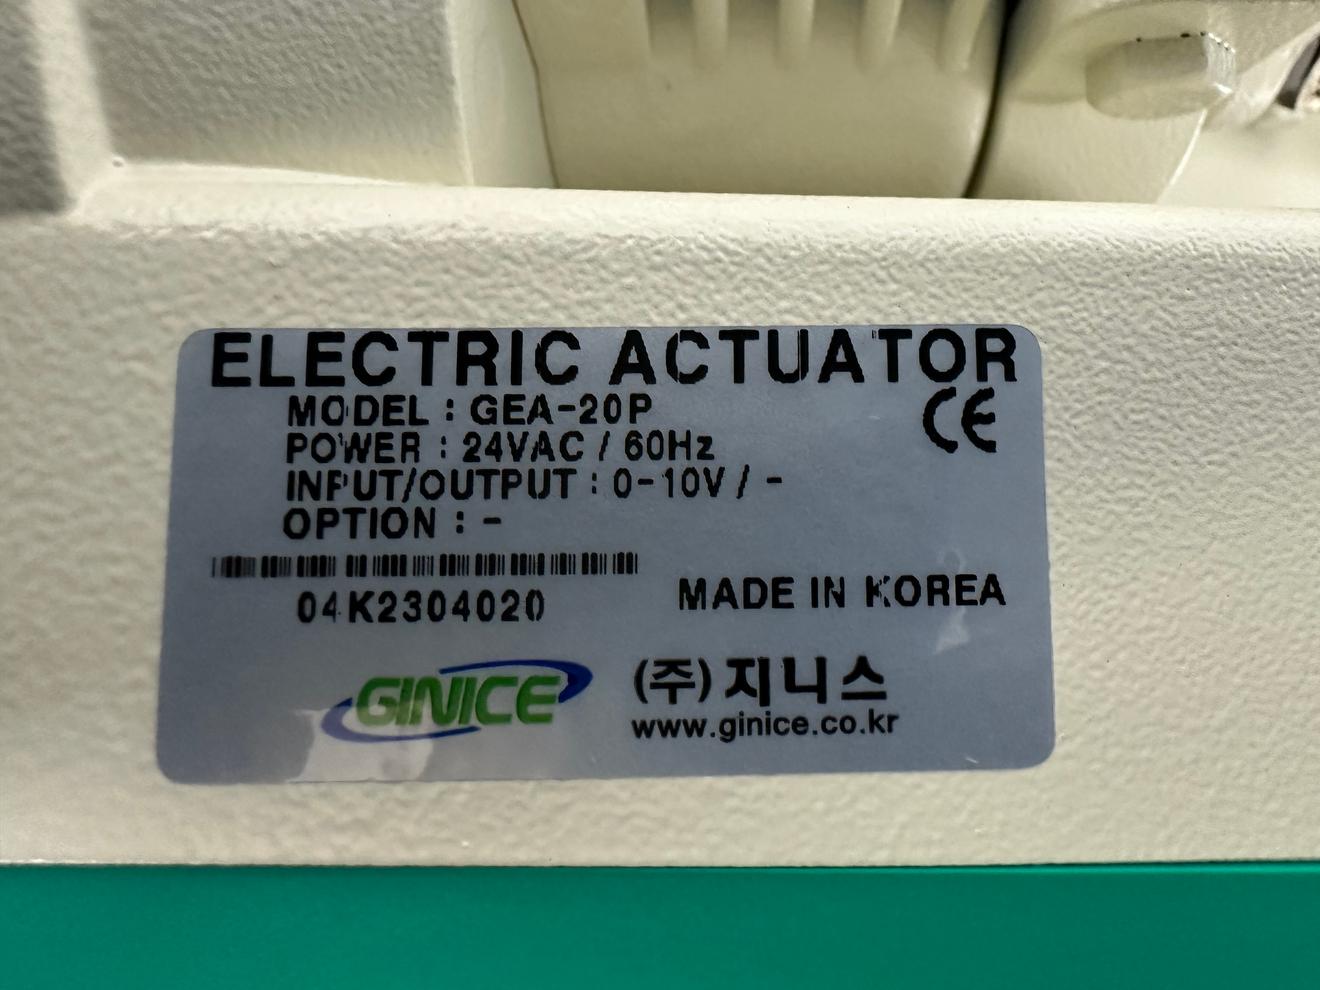 ELECTRIC ACTUATOR
MODEL : GEA-20P
CE
POWER : 24VAC / 60Hz
INPUT/OUTPUT : 0-10V / -
OPTION : -
04K2304020
MADE IN KOREA
GINICE
(주)지니스
www.ginice.co.kr